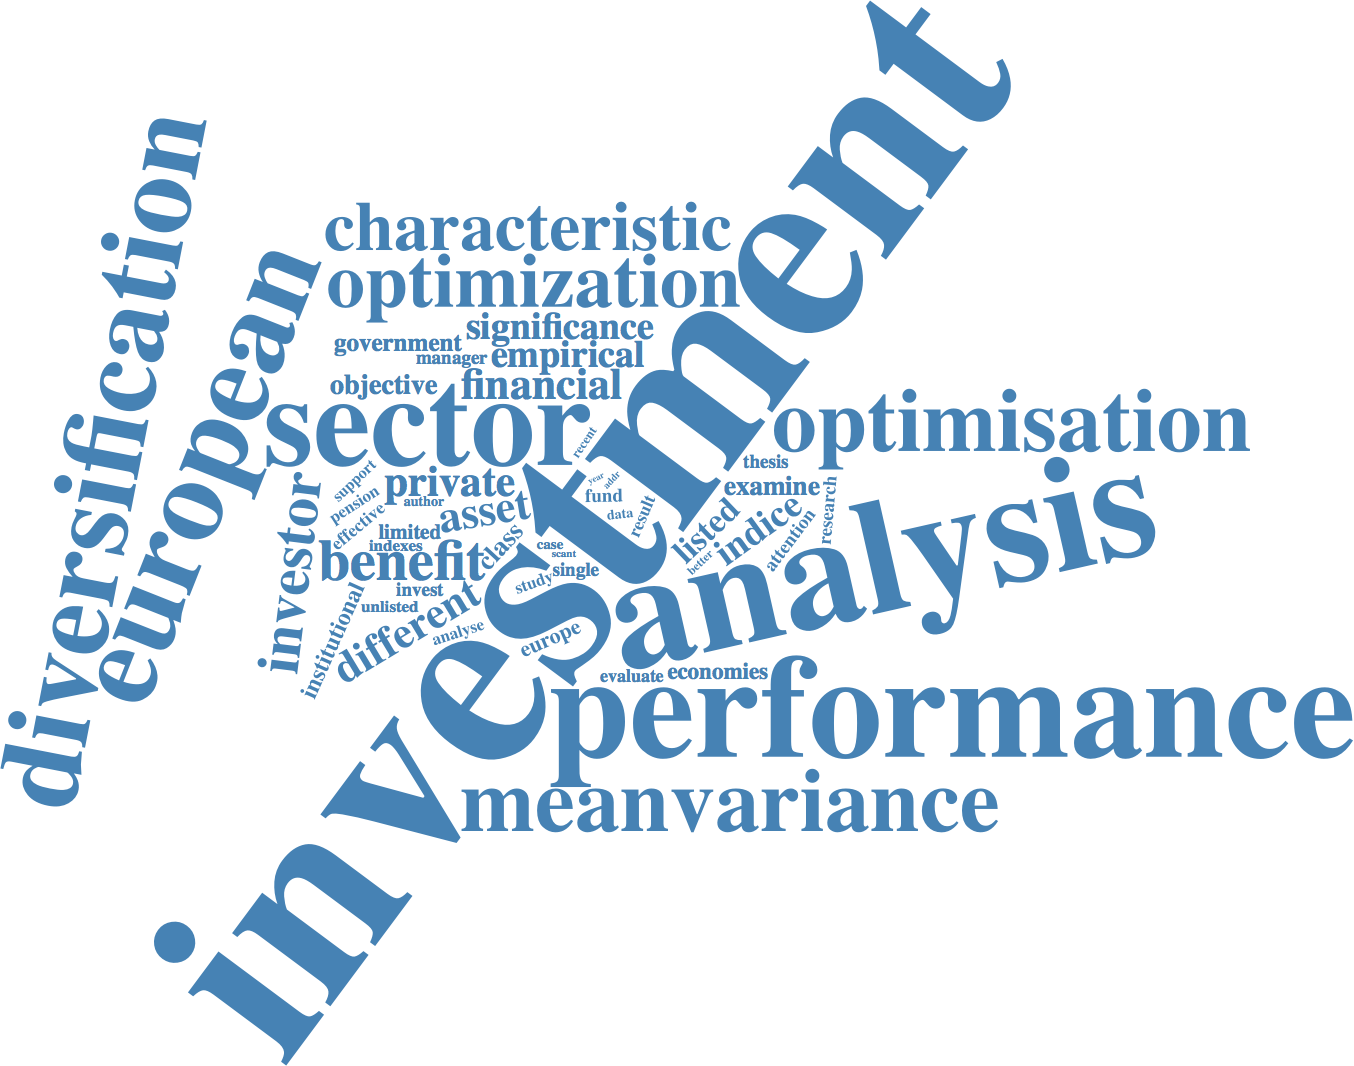 investment
diversification
european
characteristic
optimization
significance
government
manager
empirical
objective
financial
sector
optimisation
recent
thesis
support
private
year
addr
examine
pension
author
fund
investor
asset
data
result
listed
indice
research
attention
effective
limited
indexes
class
case
scant
better
analysis
benefit
study
single
invest
unlisted
institutional
different
analyse
europe
evaluate
economies
performance
meanvariance